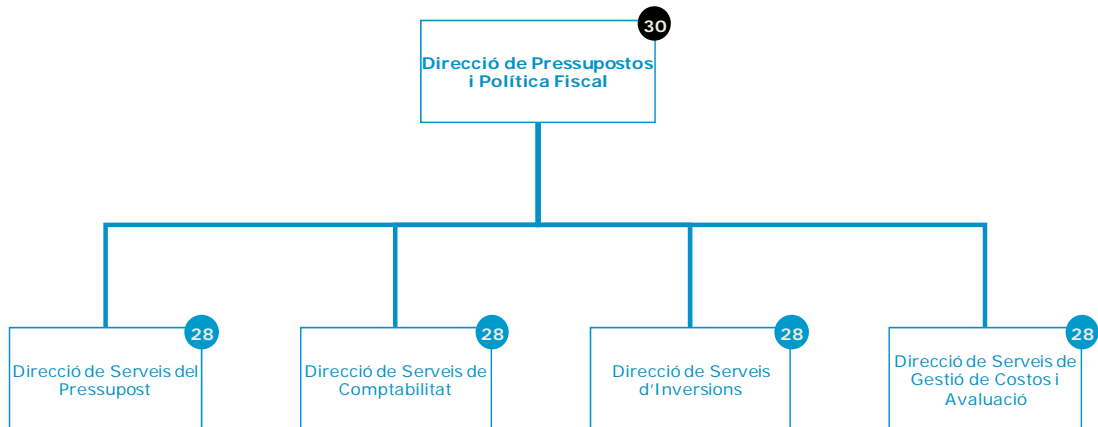 30
Direcció de Pressupostos
i Política Fiscal
28
28
28
28
Direcció de Serveis del
Pressupost
Direcció de Serveis de
Comptabilitat
Direcció de Serveis
d'Inversions
Direcció de Serveis de
Gestió de Costos i
Avaluació